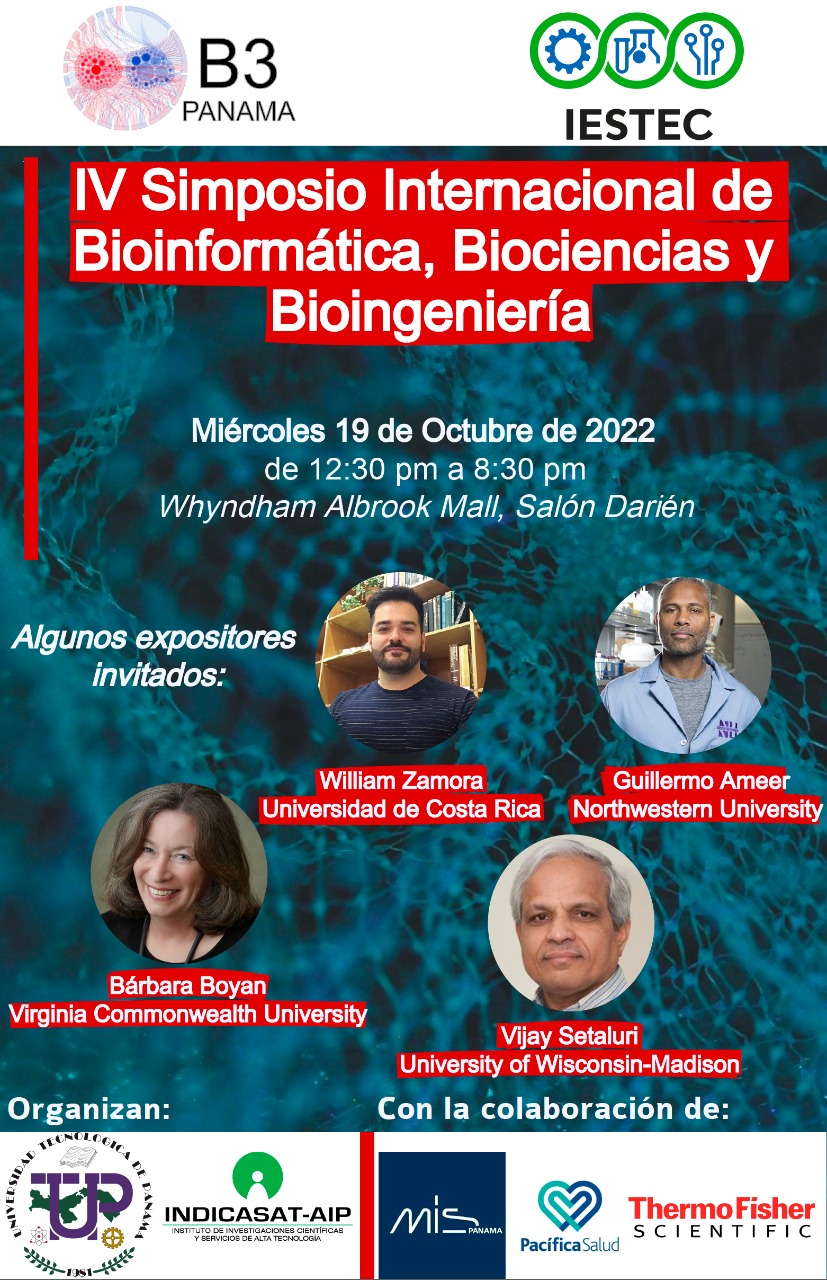 B3
PANAMA
IESTEC
IV Simposio Internacional de
Bioinformática, Biociencias y
Bioingeniería
Miércoles 19 de Octubre de 2022
de 12:30 pm a 8:30 pm
Whyndham Albrook Mall, Salón Darién
Algunos expositores
invitados:
William Zamora
Universidad de Costa Rica
Guillermo Ameer
Northwestern University
Bárbara Boyan
Virginia Commonwealth University
Vijay Setaluri
University of Wisconsin-Madison
Organizan:
Con la colaboración de:
UNIVERSIDAD TECNOLÓGICA DE PANAMÁ
UTP
1981
INDICASAT-AIP
INSTITUTO DE INVESTIGACIONES CIENTÍFICAS
Y SERVICIOS DE ALTA TECNOLOGÍA
MIS
PANAMA
PacíficaSalud
ThermoFisher
SCIENTIFIC